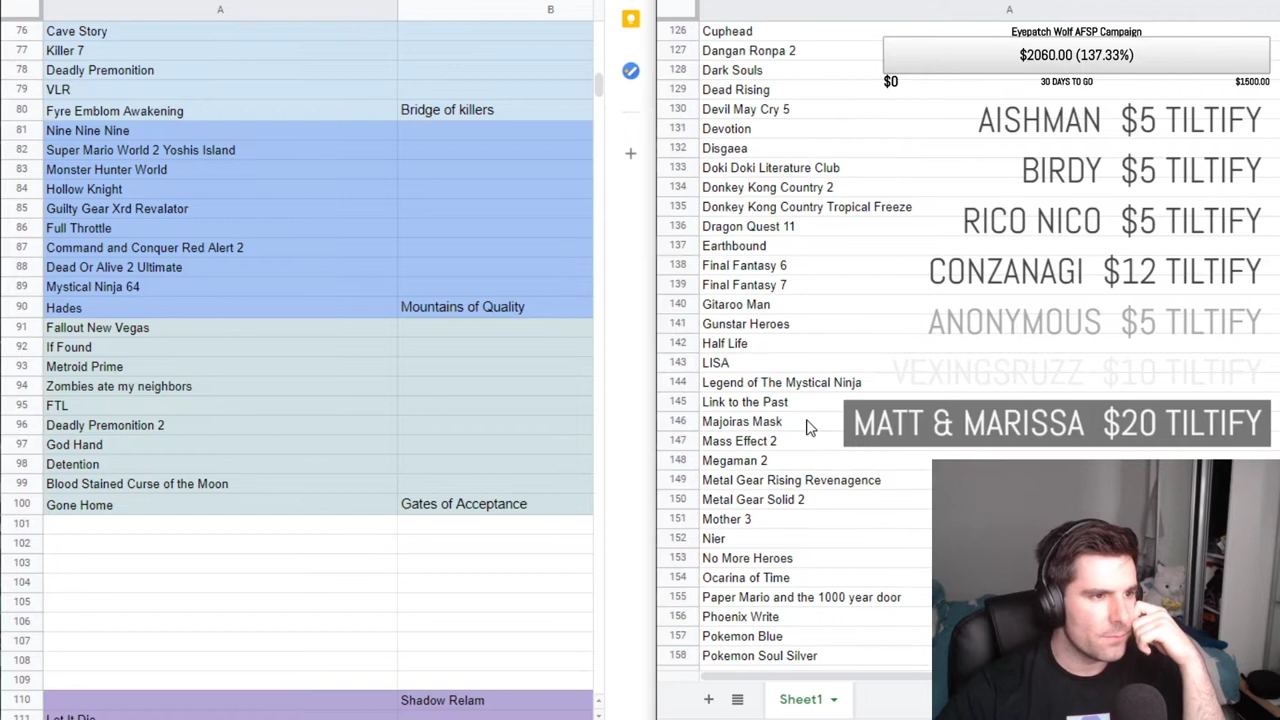 A
B
76 Cave Story
77 Killer 7
78 Deadly Premonition
79 VLR
80 Fyre Emblom Awakening Bridge of killers
81 Nine Nine Nine
82 Super Mario World 2 Yoshis Island
83 Monster Hunter World
84 Hollow Knight
85 Guilty Gear Xrd Revalator
86 Full Throttle
87 Command and Conquer Red Alert 2
88 Dead Or Alive 2 Ultimate
89 Mystical Ninja 64
90 Hades Mountains of Quality
91 Fallout New Vegas
92 If Found
93 Metroid Prime
94 Zombies ate my neighbors
95 FTL
96 Deadly Premonition 2
97 God Hand
98 Detention
99 Blood Stained Curse of the Moon
100 Gone Home Gates of Acceptance
101
102
103
104
105
106
107
108
109
110 Shadow Relam
111 Let It Die
A
126 Cuphead
127 Dangan Ronpa 2
128 Dark Souls
129 Dead Rising
130 Devil May Cry 5
131 Devotion
132 Disgaea
133 Doki Doki Literature Club
134 Donkey Kong Country 2
135 Donkey Kong Country Tropical Freeze
136 Dragon Quest 11
137 Earthbound
138 Final Fantasy 6
139 Final Fantasy 7
140 Gitaroo Man
141 Gunstar Heroes
142 Half Life
143 LISA
144 Legend of The Mystical Ninja
145 Link to the Past
146 Majoiras Mask
147 Mass Effect 2
148 Megaman 2
149 Metal Gear Rising Revenagence
150 Metal Gear Solid 2
151 Mother 3
152 Nier
153 No More Heroes
154 Ocarina of Time
155 Paper Mario and the 1000 year door
156 Phoenix Write
157 Pokemon Blue
158 Pokemon Soul Silver
Sheet1
Eyepatch Wolf AFSP Campaign
$2060.00 (137.33%)
$0 30 DAYS TO GO $1500.00
AISHMAN $5 TILTIFY
BIRDY $5 TILTIFY
RICO NICO $5 TILTIFY
CONZANAGI $12 TILTIFY
ANONYMOUS $5 TILTIFY
VEXINGSRUZZ $10 TILTIFY
MATT & MARISSA $20 TILTIFY